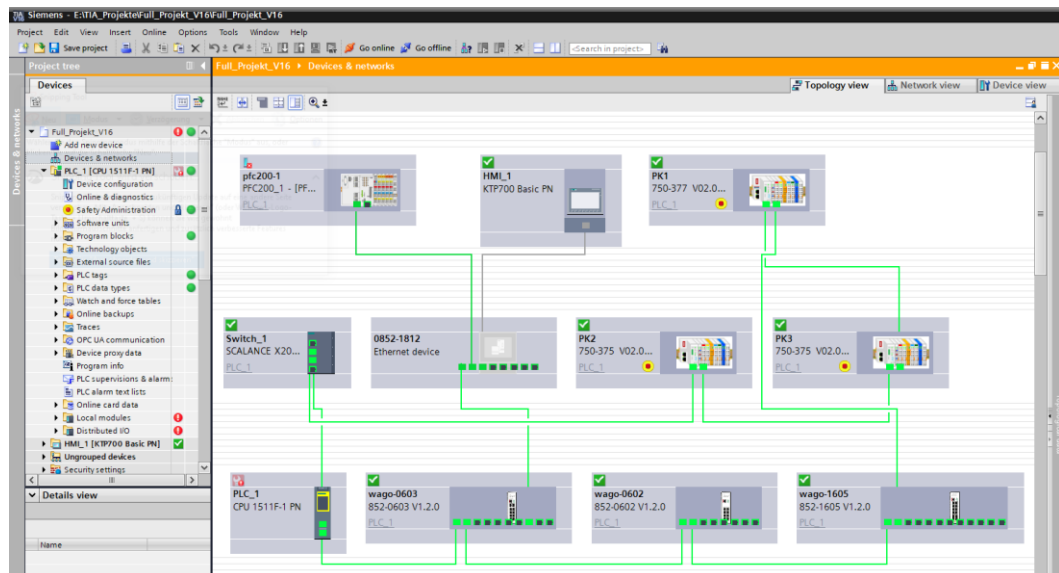 Siemens - E:\TIA_Projekte\Full_Projekt_V16\Full_Projekt_V16
Project Edit View Insert Online Options Tools Window Help
Save project Go online Go offline <Search in project>
Project tree
Full_Projekt_V16 Devices & networks
Devices
Topology view Network view Device view
Devices & networks
Full_Projekt_V16
Add new device
Devices & networks
PLC_1 [CPU 1511F-1 PN]
Device configuration
Online & diagnostics
Safety Administration
Software units
Program blocks
Technology objects
External source files
PLC tags
PLC data types
Watch and force tables
Online backups
Traces
OPC UA communication
Device proxy data
Program info
PLC supervisions & alarms
PLC alarm text lists
Online card data
Local modules
Distributed I/O
HMI_1 [KTP700 Basic PN]
Ungrouped devices
Security settings
Details view
Name
pfc200-1
PFC200_1 - [PF...
PLC_1
HMI_1
KTP700 Basic PN
PK1
750-377 V02.0...
PLC_1
Switch_1
SCALANCE X20...
PLC_1
0852-1812
Ethernet device
PK2
750-375 V02.0...
PLC_1
PK3
750-375 V02.0...
PLC_1
PLC_1
CPU 1511F-1 PN
wago-0603
852-0603 V1.2.0
PLC_1
wago-0602
852-0602 V1.2.0
PLC_1
wago-1605
852-1605 V1.2.0
PLC_1